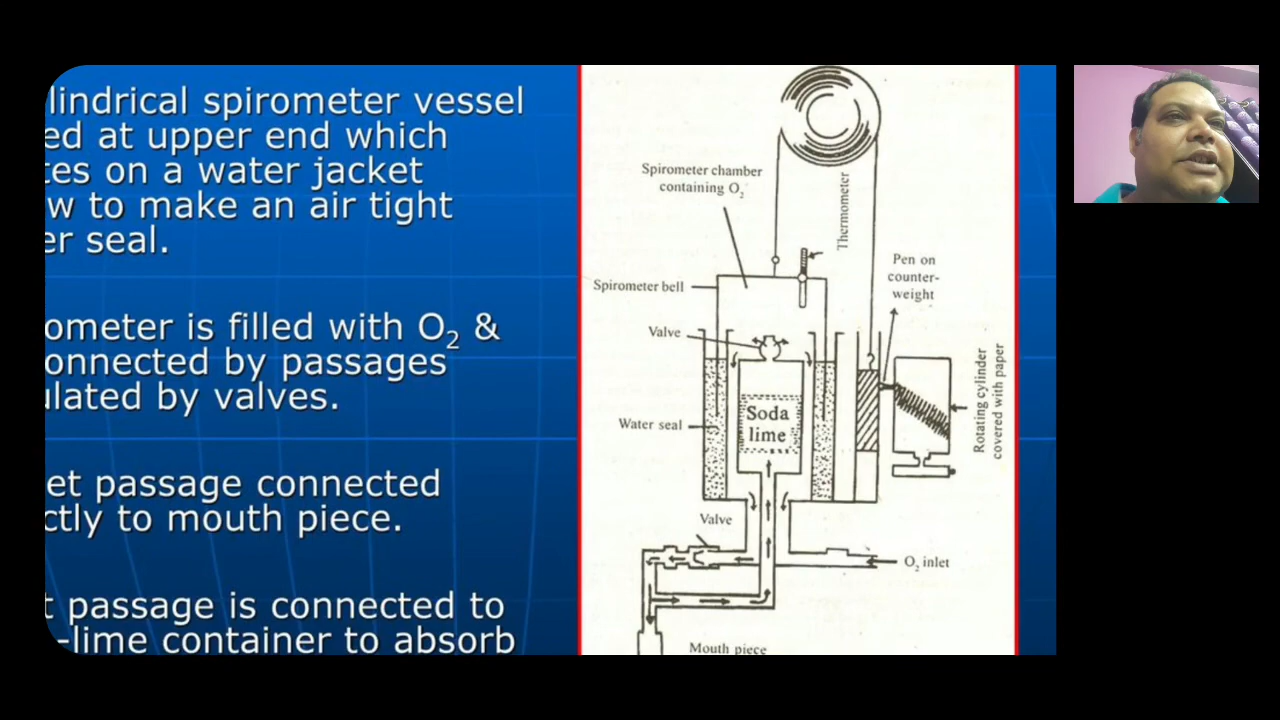 lindrical spirometer vessel
ed at upper end which
tes on a water jacket
w to make an air tight
er seal.
ometer is filled with O₂ &
onnected by passages
ulated by valves.
et passage connected
ctly to mouth piece.
t passage is connected to
-lime container to absorb
Spirometer chamber
containing O₂
Thermometer
Pen on
counter-
weight
Spirometer bell
Valve
Soda
lime
Water seal
Rotating cylinder
covered with paper
Valve
O₂ inlet
Mouth piece